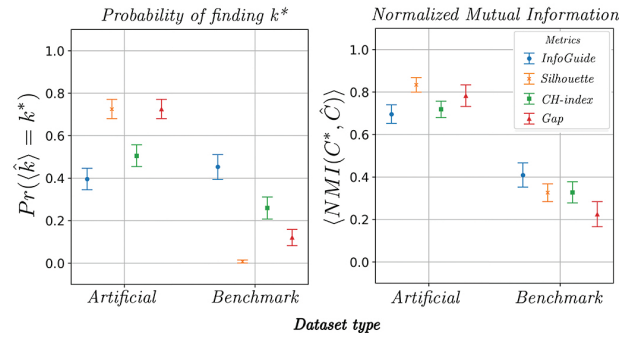 Probability of finding k*
Normalized Mutual Information
Pr(⟨k̂⟩ = k*)
1.0
0.8
0.6
0.4
0.2
0.0
Artificial
Benchmark
⟨NMI(C*, Ĉ)⟩
1.0
0.8
0.6
0.4
0.2
0.0
Artificial
Benchmark
Metrics
InfoGuide
Silhouette
CH-index
Gap
Dataset type